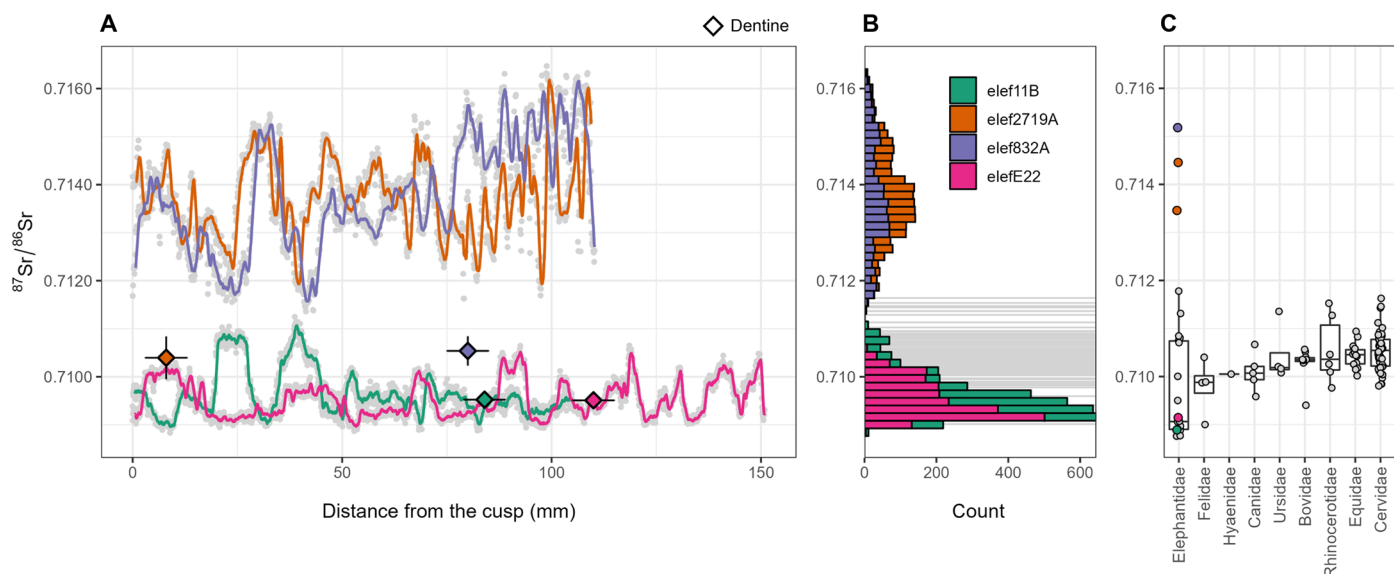 A
Dentine
B
C
⁸⁷Sr/⁸⁶Sr
0.7160
0.7140
0.7120
0.7100
0
50
100
150
Distance from the cusp (mm)
0.716
0.714
0.712
0.710
elef11B
elef2719A
elef832A
elefE22
0
200
400
600
Count
0.716
0.714
0.712
0.710
Elephantidae
Felidae
Hyaenidae
Canidae
Ursidae
Bovidae
Rhinocerotidae
Equidae
Cervidae